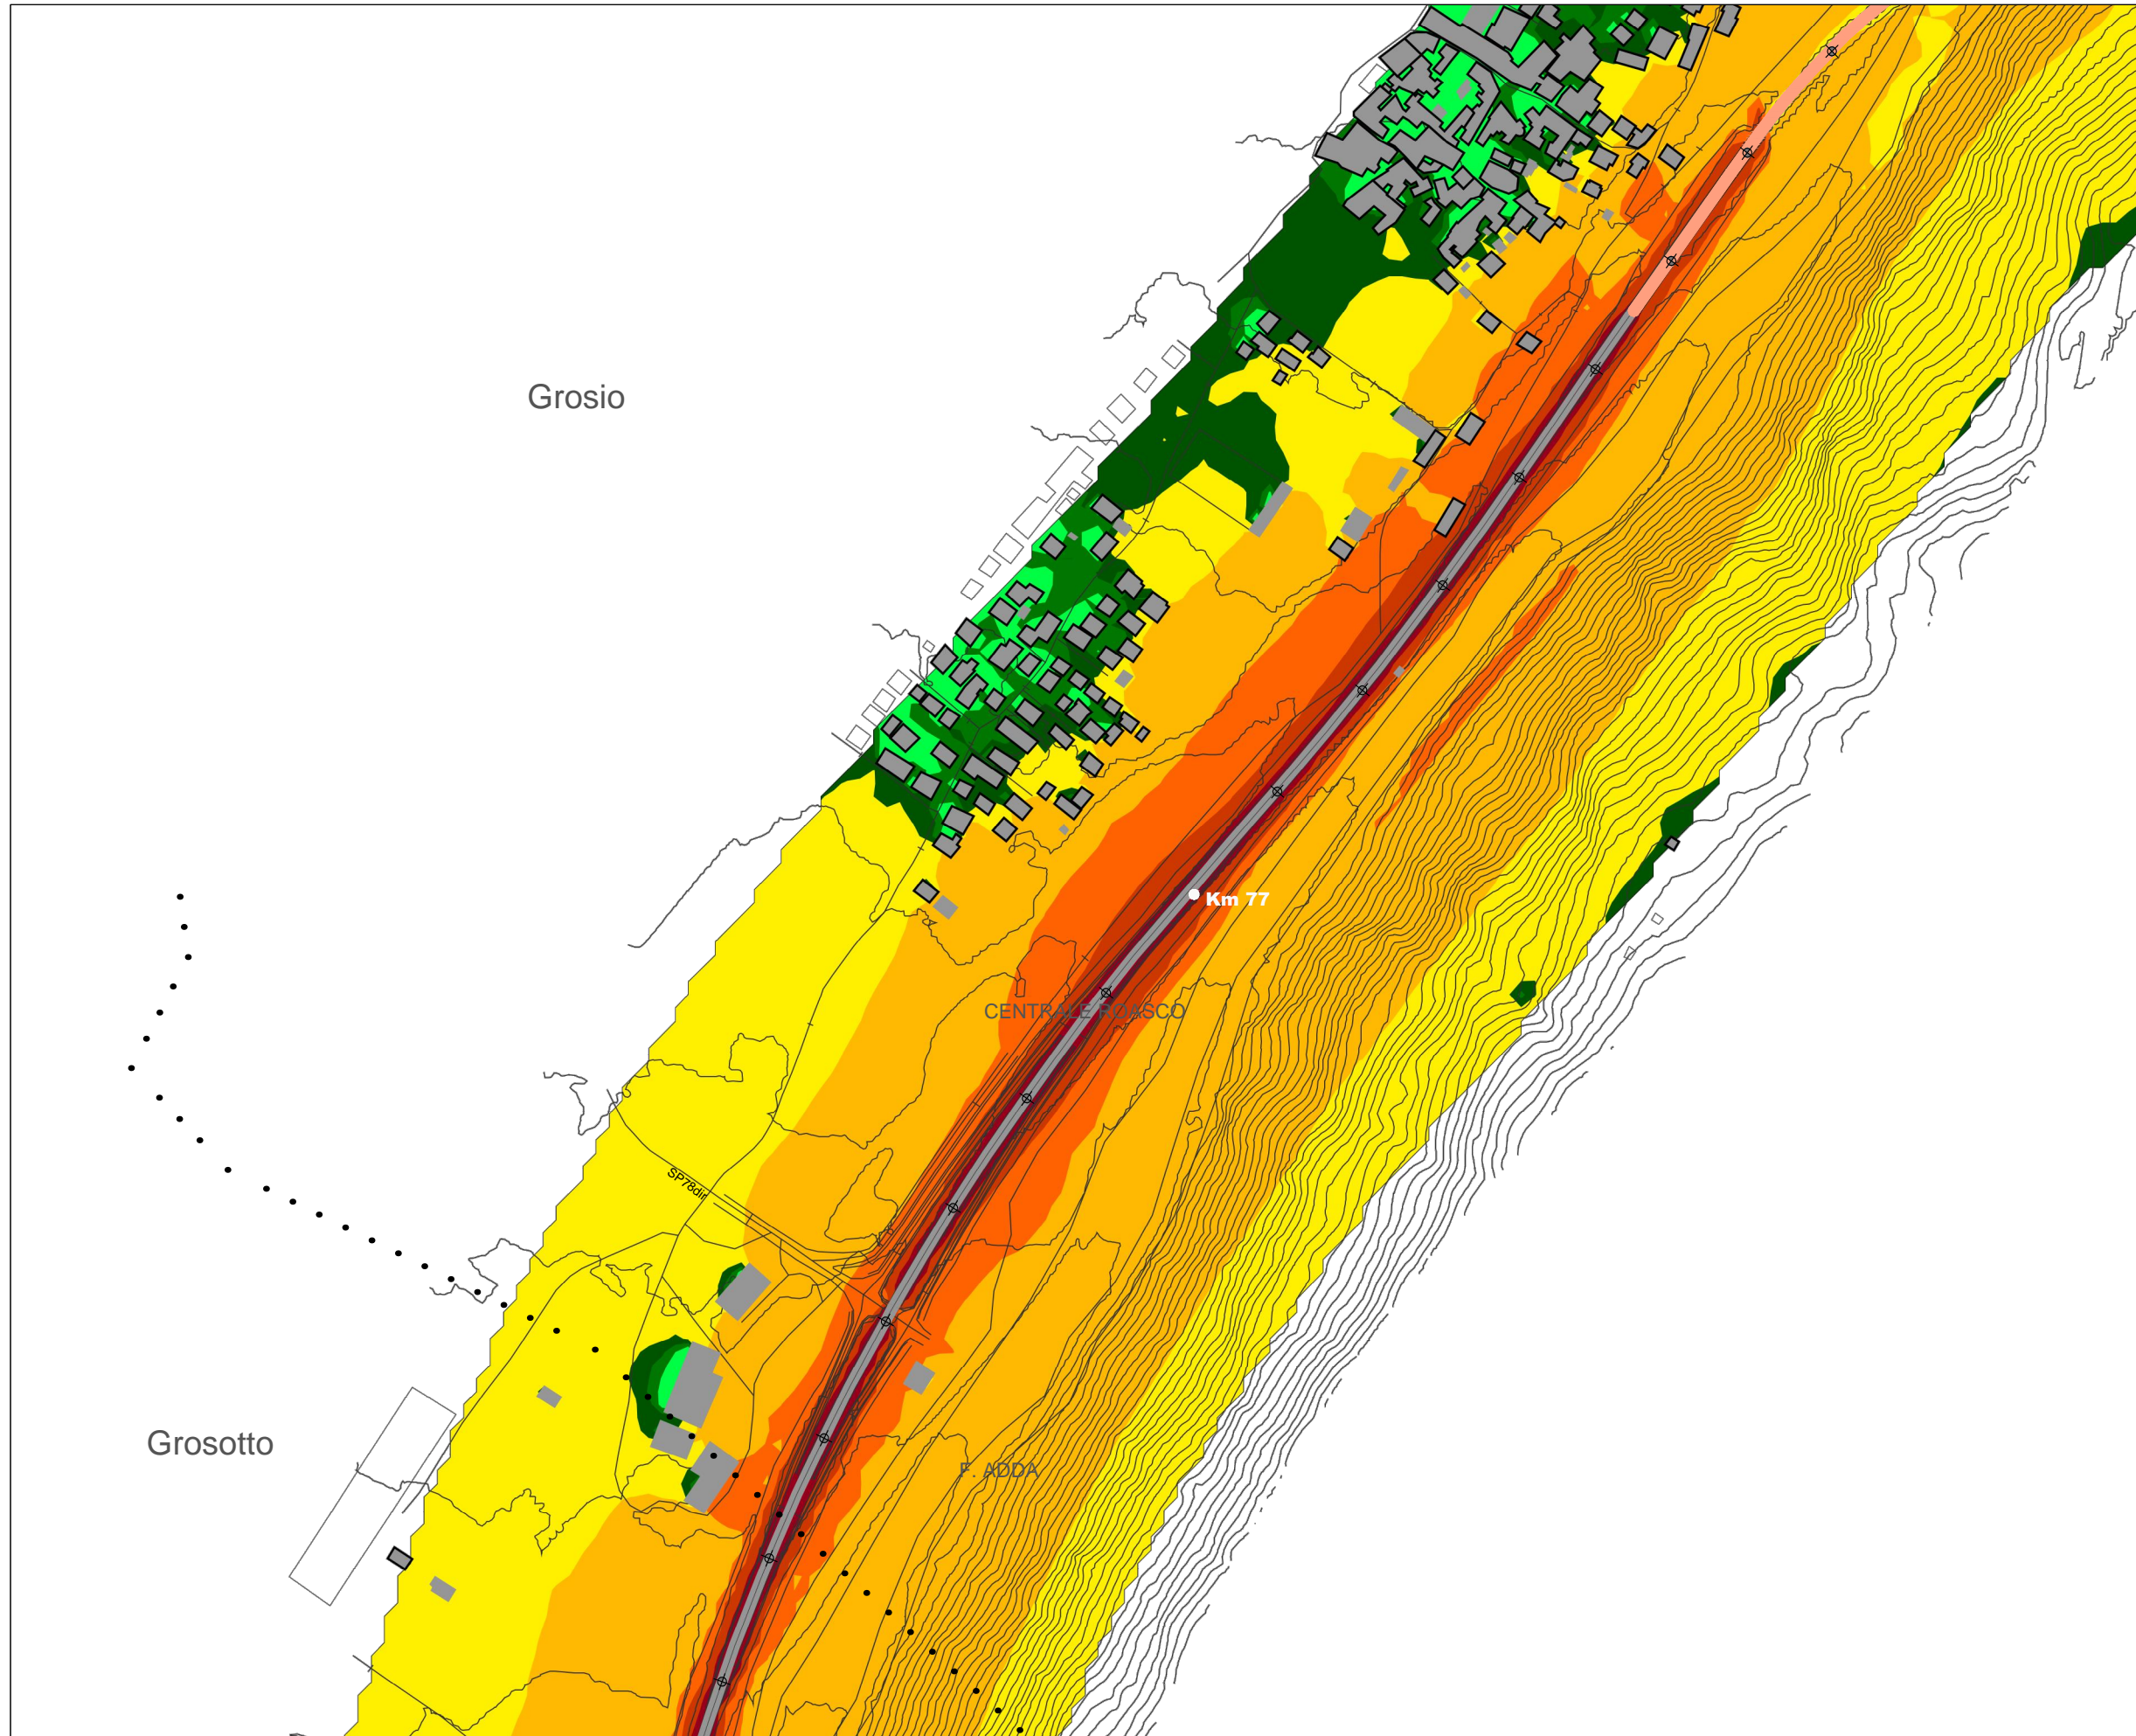 Grosio
Km 77
CENTRALE ROASCO
SP78dir
Grosotto
F. ADDA